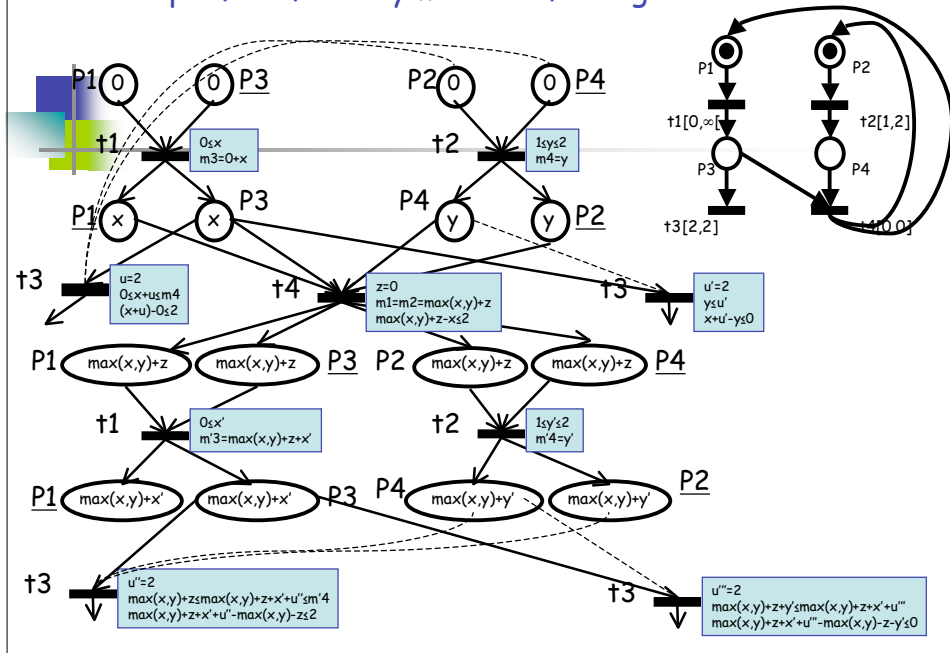 P1 0 0 P3
P2 0 0 P4
P1 P2
t1 0≤x
m3=0+x
t2 1≤y≤2
m4=y
t1[0,∞[ t2[1,2]
P3 P4
P1 x x P3
P4 y y P2
t3[2,2] t4[0,0]
t3 u=2
0≤x+u≤m4
(x+u)-0≤2
t4 z=0
m1=m2=max(x,y)+z
max(x,y)+z-x≤2
t3 u'=2
y≤u'
x+u'-y≤0
P1 max(x,y)+z max(x,y)+z P3
P2 max(x,y)+z max(x,y)+z P4
t1 0≤x'
m'3=max(x,y)+z+x'
t2 1≤y'≤2
m'4=y'
P1 max(x,y)+x' max(x,y)+x' P3
P4 max(x,y)+y' max(x,y)+y' P2
t3 u''=2
max(x,y)+z≤max(x,y)+z+x'+u''≤m'4
max(x,y)+z+x'+u''-max(x,y)-z≤2
t3 u'''=2
max(x,y)+z+y'≤max(x,y)+z+x'+u'''
max(x,y)+z+x'+u'''-max(x,y)-z-y'≤0